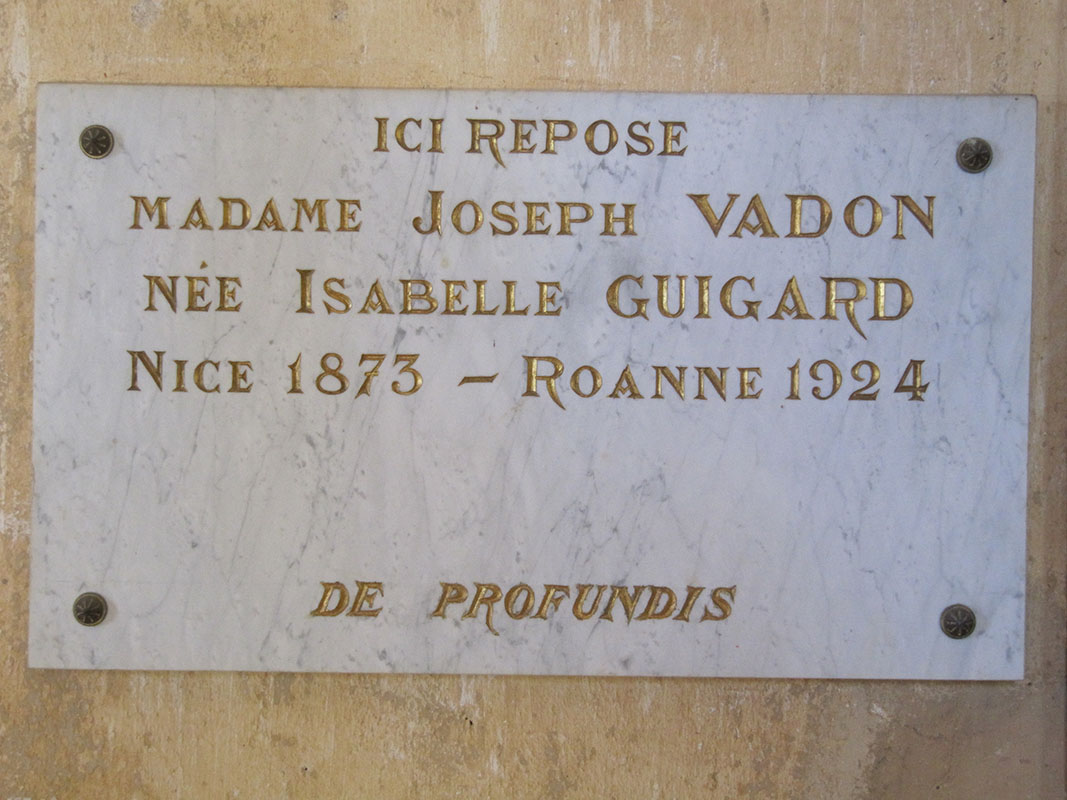 ICI REPOSE
MADAME JOSEPH VADON
NÉE ISABELLE GUIGARD
NICE 1873 – ROANNE 1924
DE PROFUNDIS